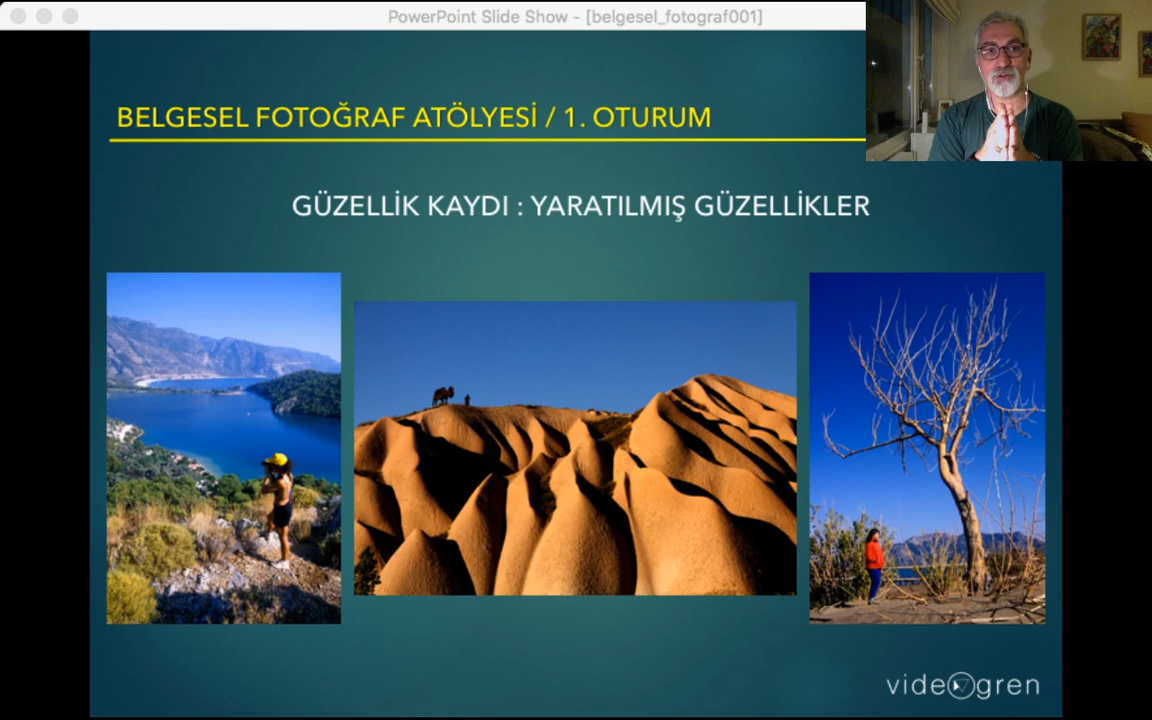 PowerPoint Slide Show - [belgesel_fotograf001]
BELGESEL FOTOĞRAF ATÖLYESİ / 1. OTURUM
GÜZELLİK KAYDI : YARATILMIŞ GÜZELLİKLER
videogren